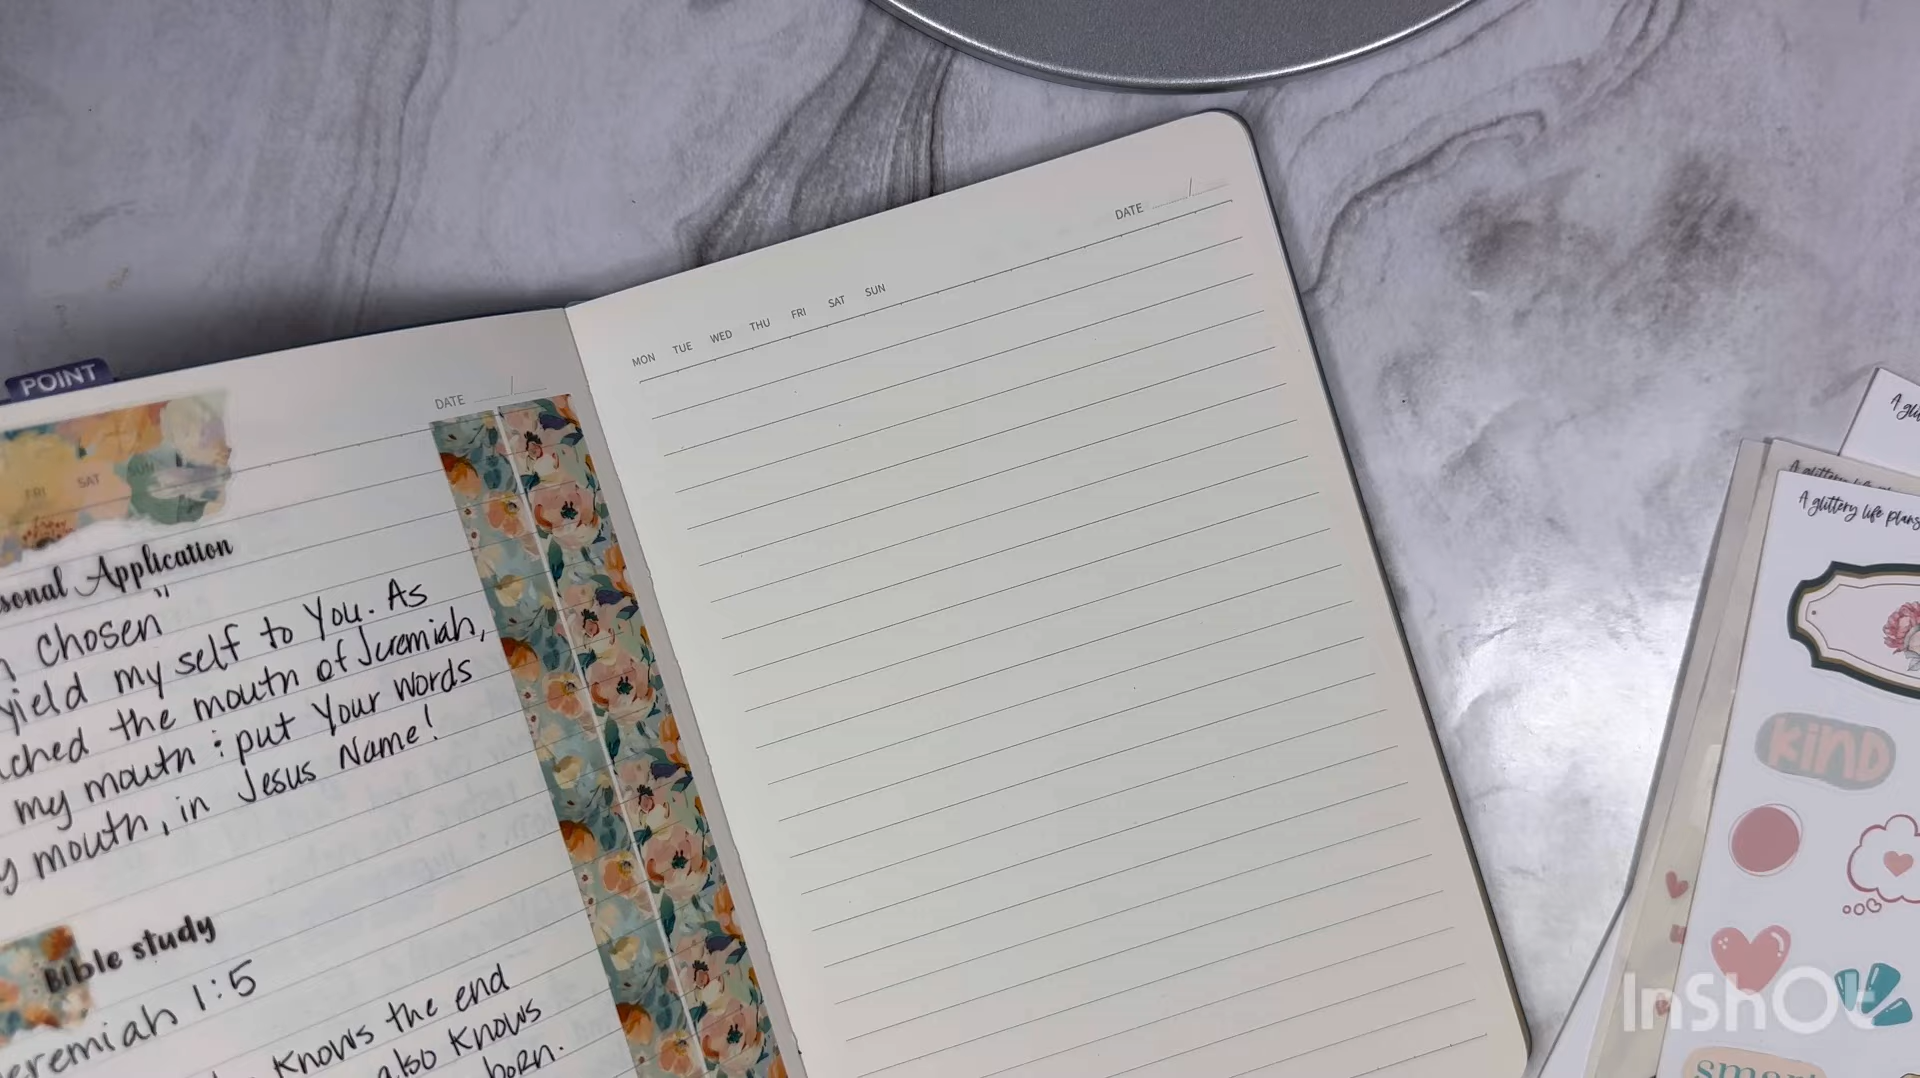 POINT
DATE /
FRI SAT SUN
sonal Application
chosen"
yield my self to You. As
ched the mouth of Jeremiah,
my mouth : put Your words
y mouth, in Jesus Name!
Bible study
eremiah 1:5
knows the end
also knows
born.
DATE /
MON TUE WED THU FRI SAT SUN
A glittery life plans
KIND
smart
InShOt